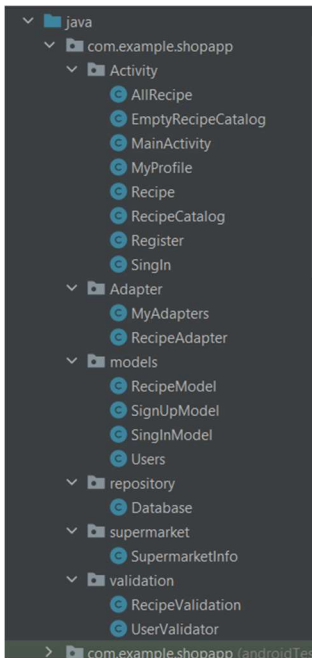 java
com.example.shopapp
Activity
AllRecipe
EmptyRecipeCatalog
MainActivity
MyProfile
Recipe
RecipeCatalog
Register
SingIn
Adapter
MyAdapters
RecipeAdapter
models
RecipeModel
SignUpModel
SingInModel
Users
repository
Database
supermarket
SupermarketInfo
validation
RecipeValidation
UserValidator
com.example.shopapp (androidTes